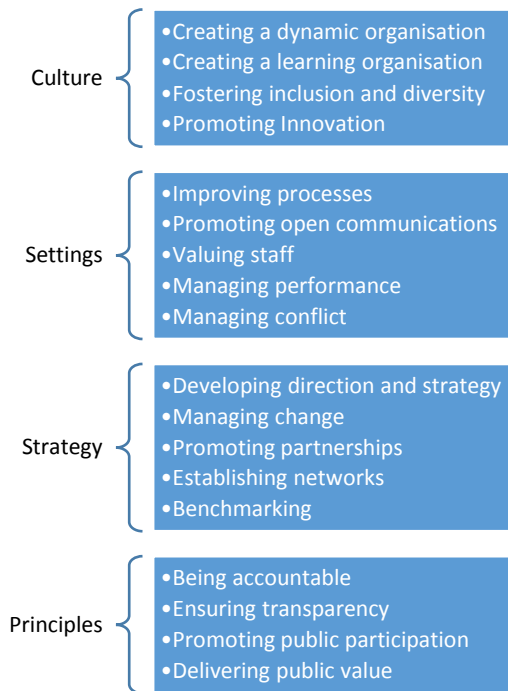 Culture
•Creating a dynamic organisation
•Creating a learning organisation
•Fostering inclusion and diversity
•Promoting Innovation
Settings
•Improving processes
•Promoting open communications
•Valuing staff
•Managing performance
•Managing conflict
Strategy
•Developing direction and strategy
•Managing change
•Promoting partnerships
•Establishing networks
•Benchmarking
Principles
•Being accountable
•Ensuring transparency
•Promoting public participation
•Delivering public value